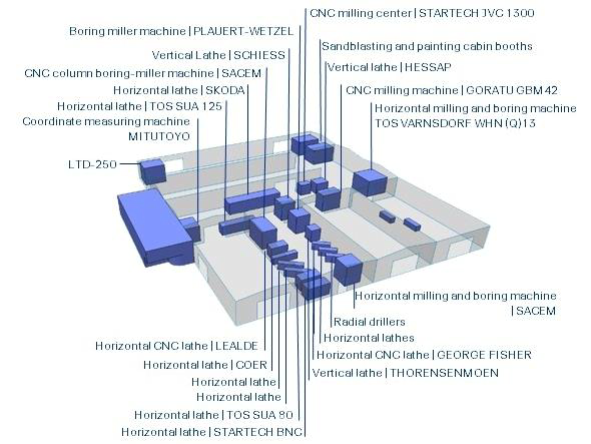 CNC milling center | STARTECH JVC 1300
Boring miller machine | PLAUERT-WETZEL
Sandblasting and painting cabin booths
Vertical Lathe | SCHIESS
Vertical lathe | HESSAP
CNC column boring-miller machine | SACEM
Horizontal lathe | SKODA
CNC milling machine | GORATU GBM42
Horizontal lathe | TOS SUA 125
Horizontal milling and boring machine
TOS VARNSDORF WHN (Q)13
Coordinate measuring machine
MITUTOYO
LTD-250
Horizontal milling and boring machine
| SACEM
Radial drillers
Horizontal lathes
Horizontal CNC lathe | LEALDE
Horizontal CNC lathe | GEORGE FISHER
Horizontal lathe | COER
Vertical lathe | THORENSENMOEN
Horizontal lathe
Horizontal lathe
Horizontal lathe | TOS SUA 80
Horizontal lathe | STARTECH BNC